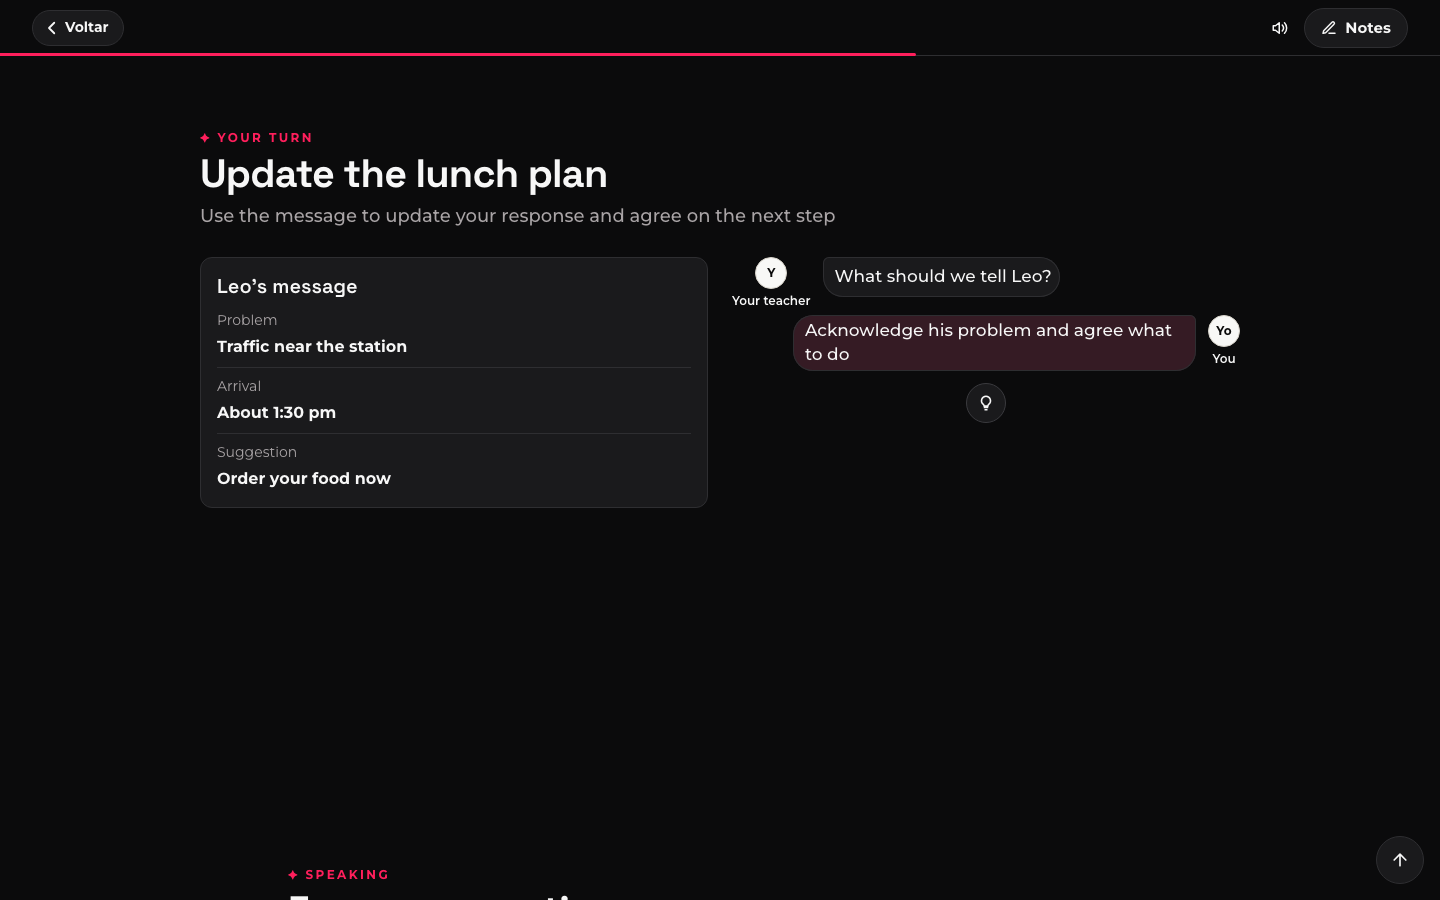 Voltar
Notes
YOUR TURN
Update the lunch plan
Use the message to update your response and agree on the next step
Leo's message
Problem
Traffic near the station
Arrival
About 1:30 pm
Suggestion
Order your food now
Y
Your teacher
What should we tell Leo?
Acknowledge his problem and agree what
to do
Yo
You
SPEAKING